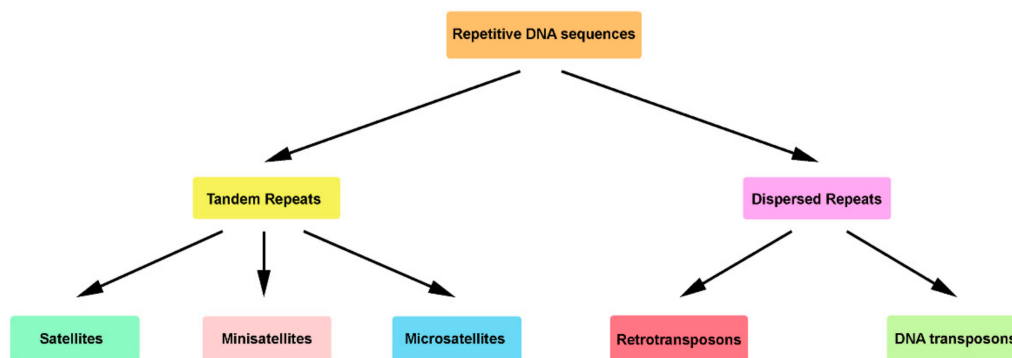 Repetitive DNA sequences
Tandem Repeats
Dispersed Repeats
Satellites
Minisatellites
Microsatellites
Retrotransposons
DNA transposons